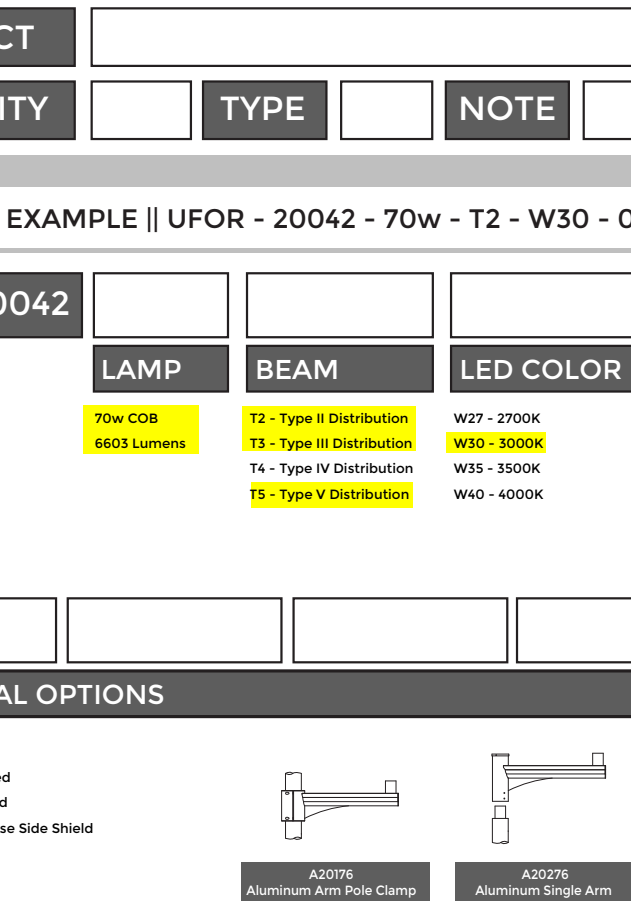 CT
ITY TYPE NOTE
EXAMPLE || UFOR - 20042 - 70w - T2 - W30 - 0
0042
LAMP BEAM LED COLOR
70w COB T2 - Type II Distribution W27 - 2700K
6603 Lumens T3 - Type III Distribution W30 - 3000K
T4 - Type IV Distribution W35 - 3500K
T5 - Type V Distribution W40 - 4000K
AL OPTIONS
ed
d
se Side Shield
A20176 A20276
Aluminum Arm Pole Clamp Aluminum Single Arm